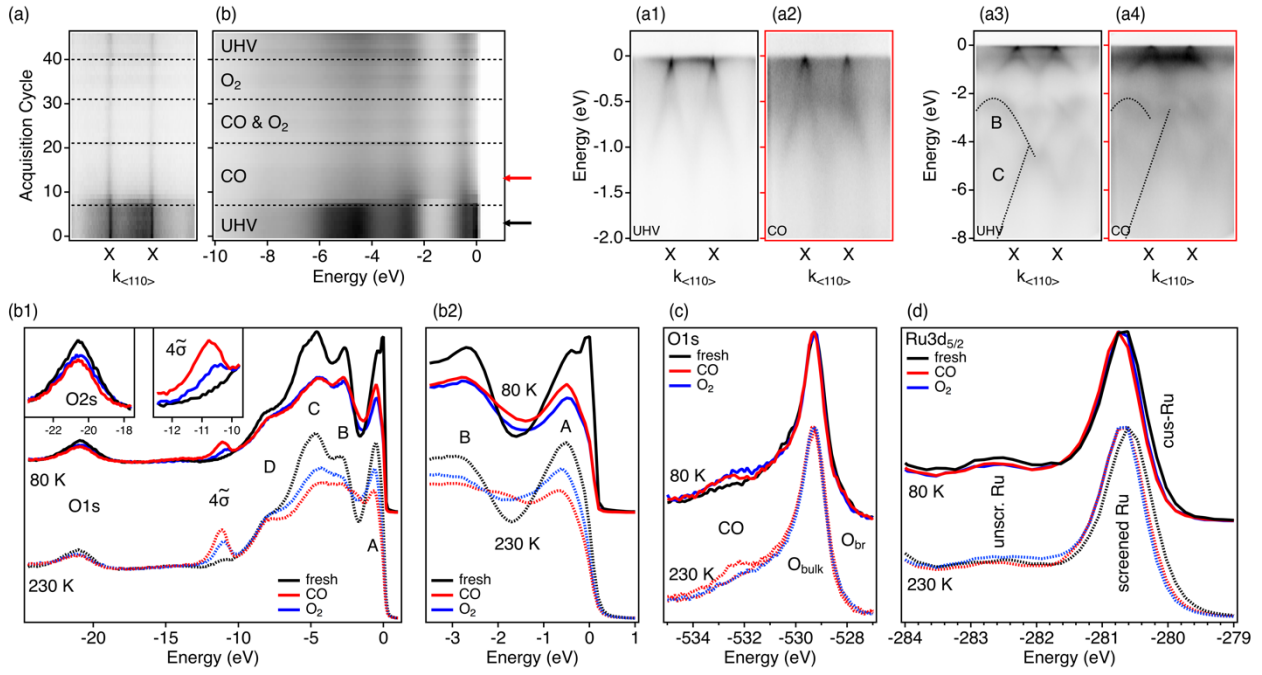 (a)
(b)
(a1)
(a2)
(a3)
(a4)
Acquisition Cycle
40
30
20
10
0
UHV
O2
CO & O2
CO
UHV
X X
k<110>
-10 -8 -6 -4 -2 0
Energy (eV)
Energy (eV)
0
-0.5
-1.0
-1.5
-2.0
UHV
CO
X X
X X
k<110>
k<110>
Energy (eV)
0
-2
-4
-6
-8
B
C
UHV
CO
X X
X X
k<110>
k<110>
(b1)
(b2)
(c)
(d)
O2s
-22 -20 -18
4σ̃
-12 -11 -10
80 K
O1s
4σ̃
D
C
B
A
230 K
fresh
CO
O2
-20 -15 -10 -5 0
Energy (eV)
80 K
B
A
230 K
fresh
CO
O2
-3 -2 -1 0 1
Energy (eV)
O1s
fresh
CO
O2
80 K
CO
230 K
Obulk
Obr
-534 -532 -530 -528
Energy (eV)
Ru3d5/2
fresh
CO
O2
80 K
unscr. Ru
screened Ru
cus-Ru
230 K
-284 -283 -282 -281 -280 -279
Energy (eV)